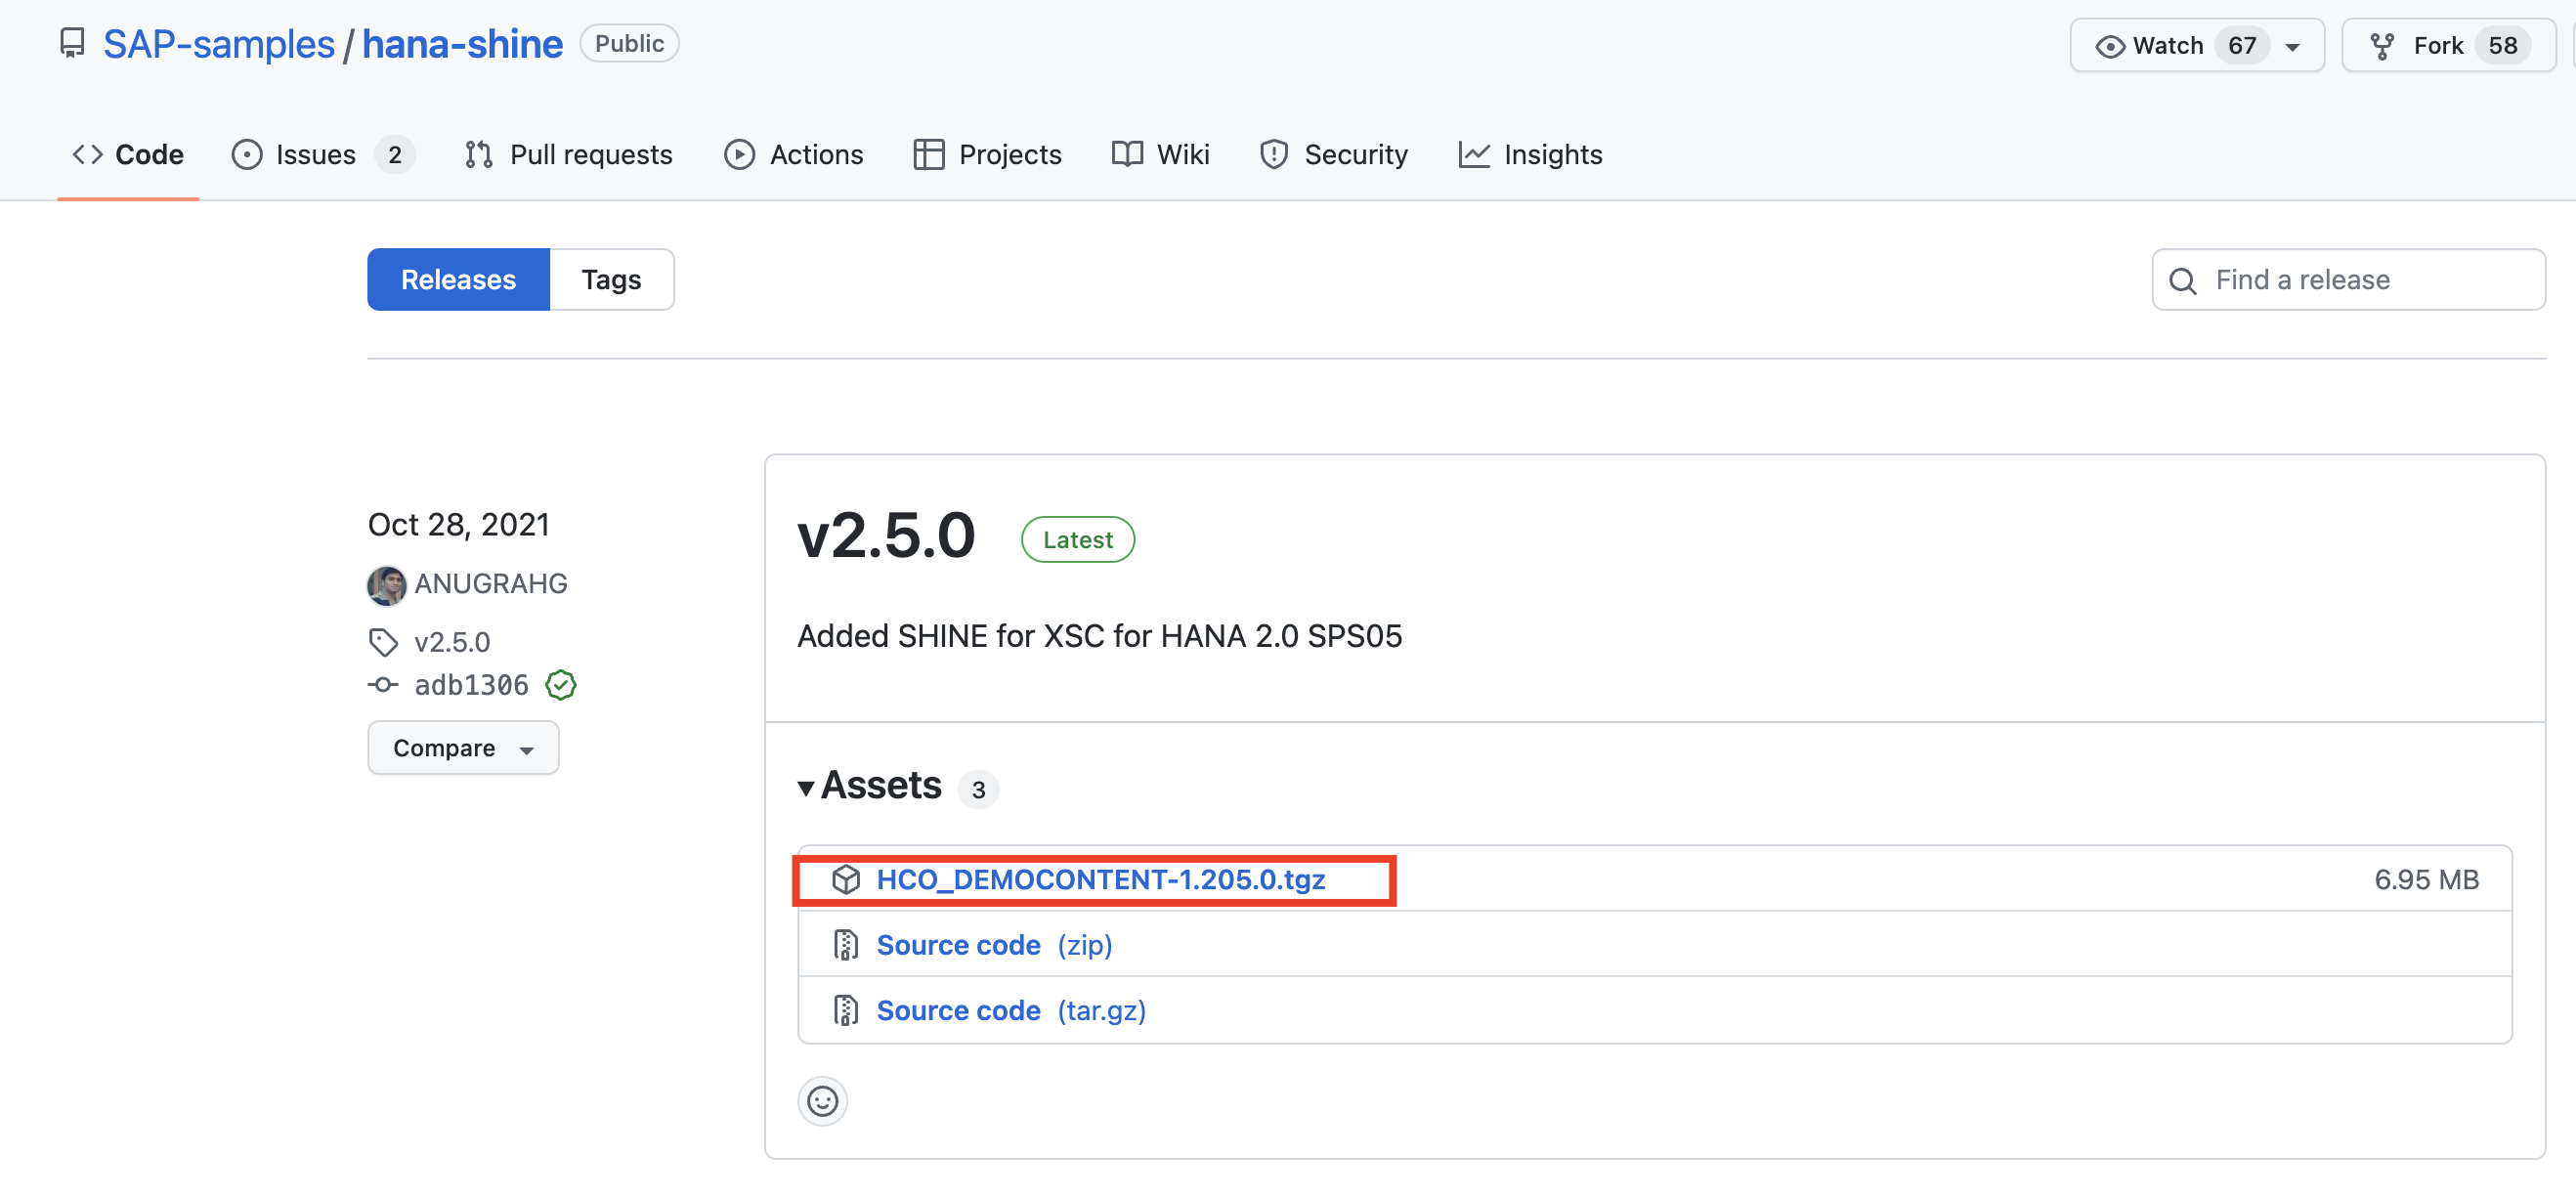 SAP-samples / hana-shine Public
Watch 67
Fork 58
Code
Issues 2
Pull requests
Actions
Projects
Wiki
Security
Insights
Releases
Tags
Find a release
Oct 28, 2021
ANUGRAHG
v2.5.0
adb1306
Compare
v2.5.0 Latest
Added SHINE for XSC for HANA 2.0 SPS05
Assets 3
HCO_DEMOCONTENT-1.205.0.tgz 6.95 MB
Source code (zip)
Source code (tar.gz)